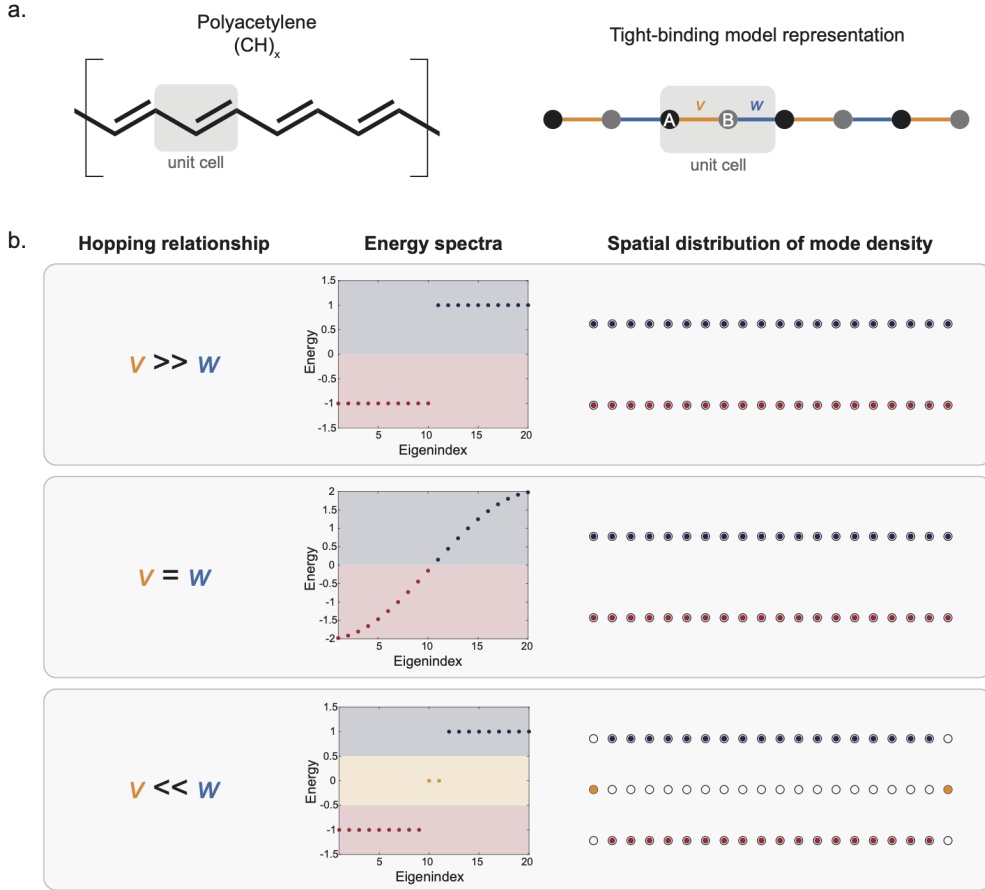 a.
Polyacetylene
(CH)x
unit cell
Tight-binding model representation
A
v
B
w
unit cell
b.
Hopping relationship
Energy spectra
Spatial distribution of mode density
v >> w
Energy
1.5
1
0.5
0
-0.5
-1
-1.5
5
10
15
20
Eigenindex
v = w
Energy
2
1.5
1
0.5
0
-0.5
-1
-1.5
-2
5
10
15
20
Eigenindex
v << w
Energy
1.5
1
0.5
0
-0.5
-1
-1.5
5
10
15
20
Eigenindex